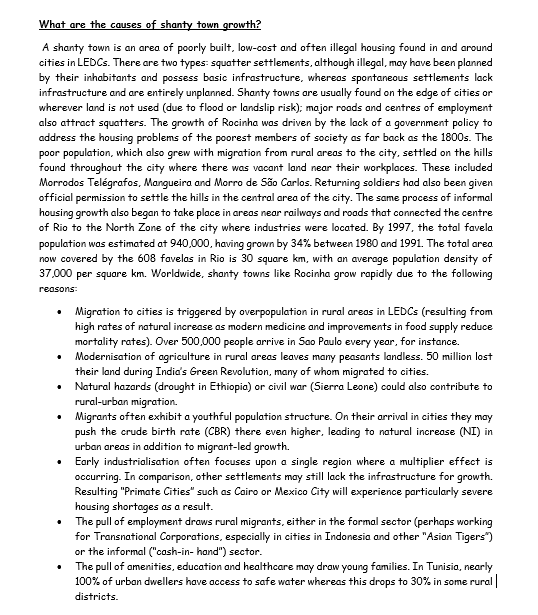 What are the causes of shanty town growth?
A shanty town is an area of poorly built, low-cost and often illegal housing found in and around
cities in LEDCs. There are two types: squatter settlements, although illegal, may have been planned
by their inhabitants and possess basic infrastructure, whereas spontaneous settlements lack
infrastructure and are entirely unplanned. Shanty towns are usually found on the edge of cities or
wherever land is not used (due to flood or landslip risk); major roads and centres of employment
also attract squatters. The growth of Rocinha was driven by the lack of a government policy to
address the housing problems of the poorest members of society as far back as the 1800s. The
poor population, which also grew with migration from rural areas to the city, settled on the hills
found throughout the city where there was vacant land near their workplaces. These included
Morrodos Telégrafos, Mangueira and Morro de São Carlos. Returning soldiers had also been given
official permission to settle the hills in the central area of the city. The same process of informal
housing growth also began to take place in areas near railways and roads that connected the centre
of Rio to the North Zone of the city where industries were located. By 1997, the total favela
population was estimated at 940,000, having grown by 34% between 1980 and 1991. The total area
now covered by the 608 favelas in Rio is 30 square km, with an average population density of
37,000 per square km. Worldwide, shanty towns like Rocinha grow rapidly due to the following
reasons:
• Migration to cities is triggered by overpopulation in rural areas in LEDCs (resulting from
high rates of natural increase as modern medicine and improvements in food supply reduce
mortality rates). Over 500,000 people arrive in Sao Paulo every year, for instance.
• Modernisation of agriculture in rural areas leaves many peasants landless. 50 million lost
their land during India's Green Revolution, many of whom migrated to cities.
• Natural hazards (drought in Ethiopia) or civil war (Sierra Leone) could also contribute to
rural-urban migration.
• Migrants often exhibit a youthful population structure. On their arrival in cities they may
push the crude birth rate (CBR) there even higher, leading to natural increase (NI) in
urban areas in addition to migrant-led growth.
• Early industrialisation often focuses upon a single region where a multiplier effect is
occurring. In comparison, other settlements may still lack the infrastructure for growth.
Resulting "Primate Cities" such as Cairo or Mexico City will experience particularly severe
housing shortages as a result.
• The pull of employment draws rural migrants, either in the formal sector (perhaps working
for Transnational Corporations, especially in cities in Indonesia and other "Asian Tigers")
or the informal ("cash-in- hand") sector.
• The pull of amenities, education and healthcare may draw young families. In Tunisia, nearly
100% of urban dwellers have access to safe water whereas this drops to 30% in some rural
districts.